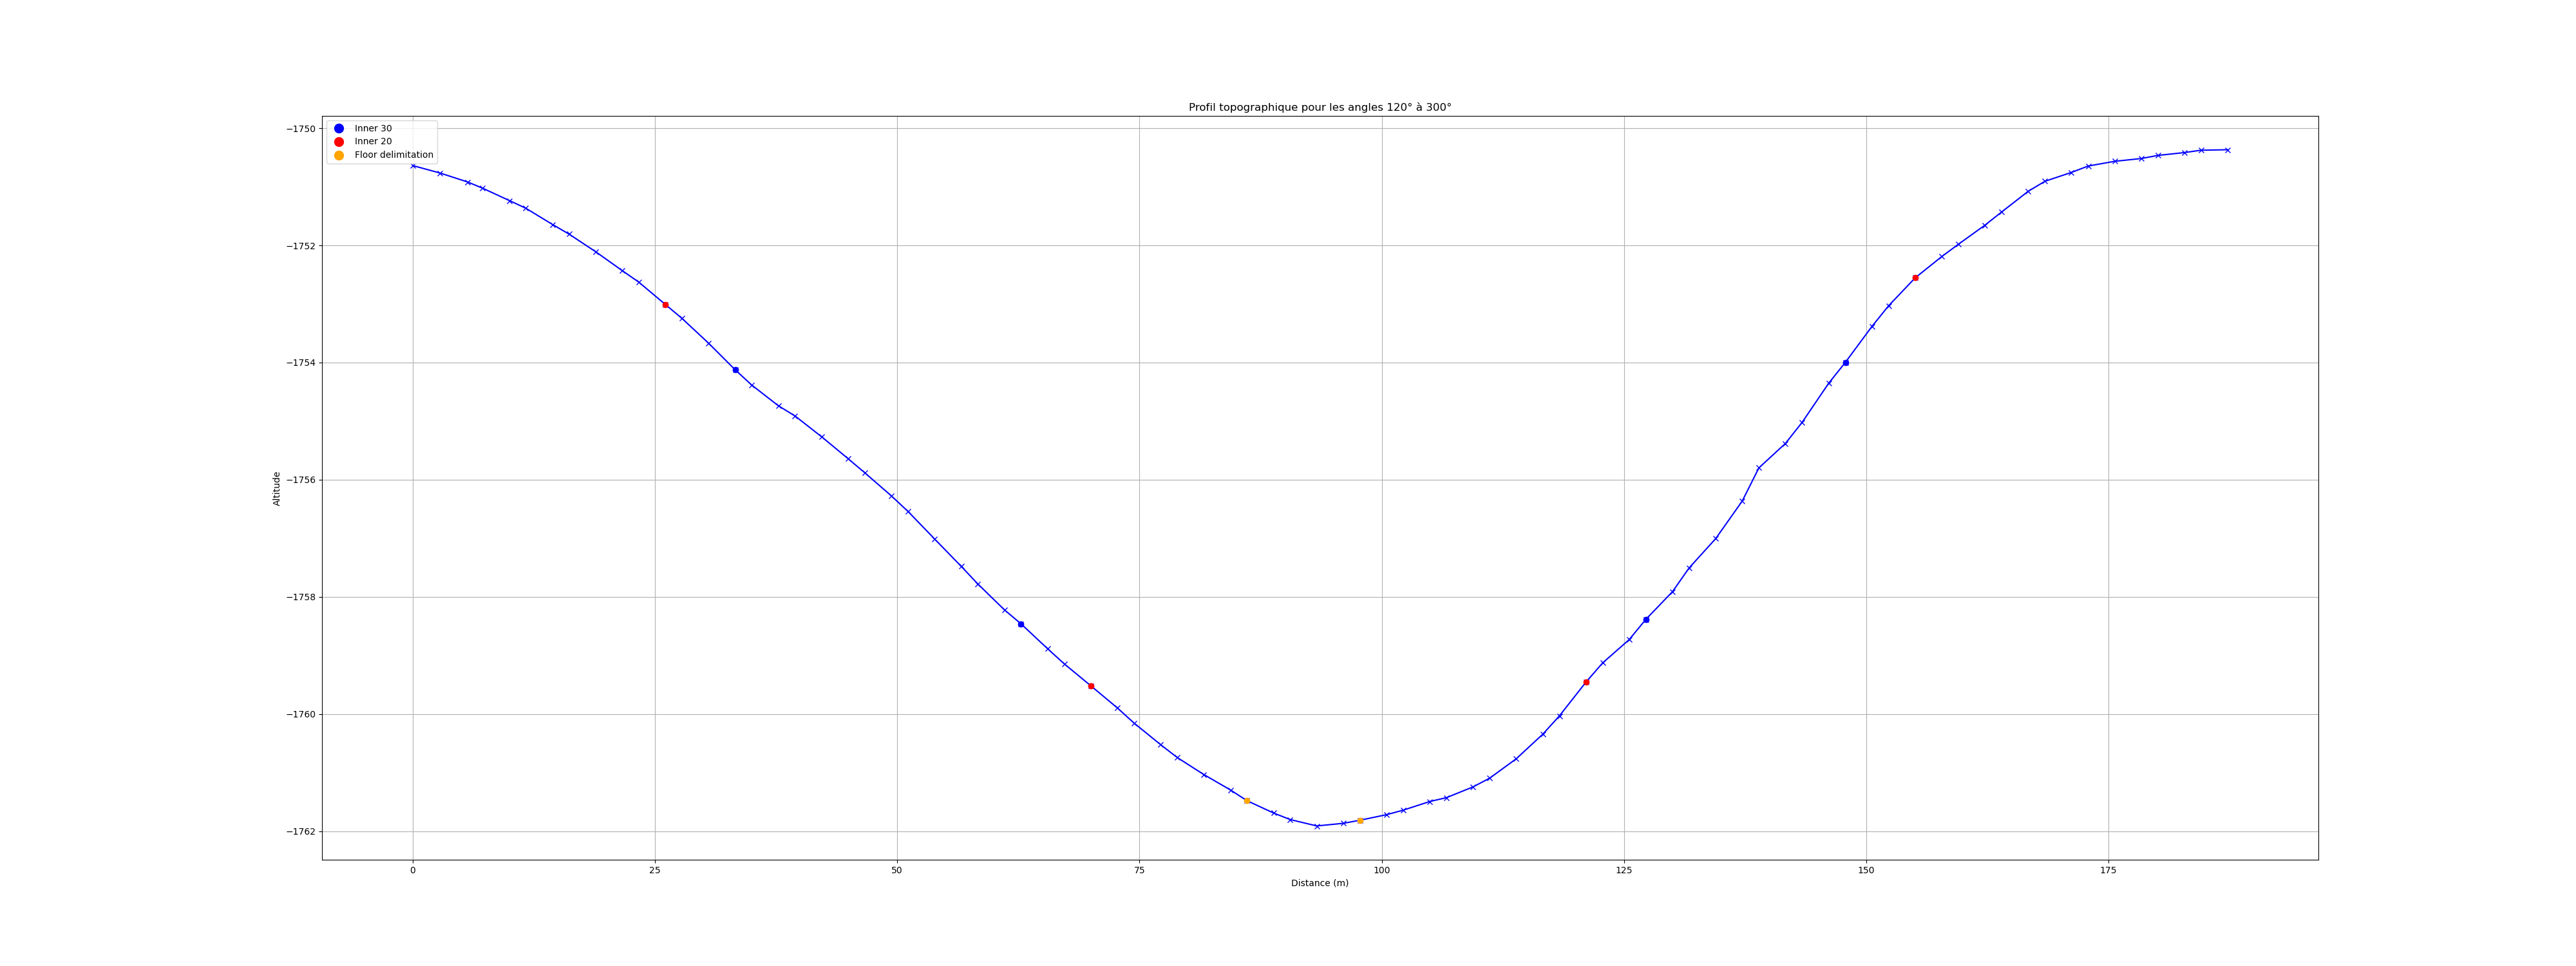 Profil topographique pour les angles 120° à 300°
Inner 30
Inner 20
Floor delimitation
Altitude
−1750
−1752
−1754
−1756
−1758
−1760
−1762
0 25 50 75 100 125 150 175
Distance (m)